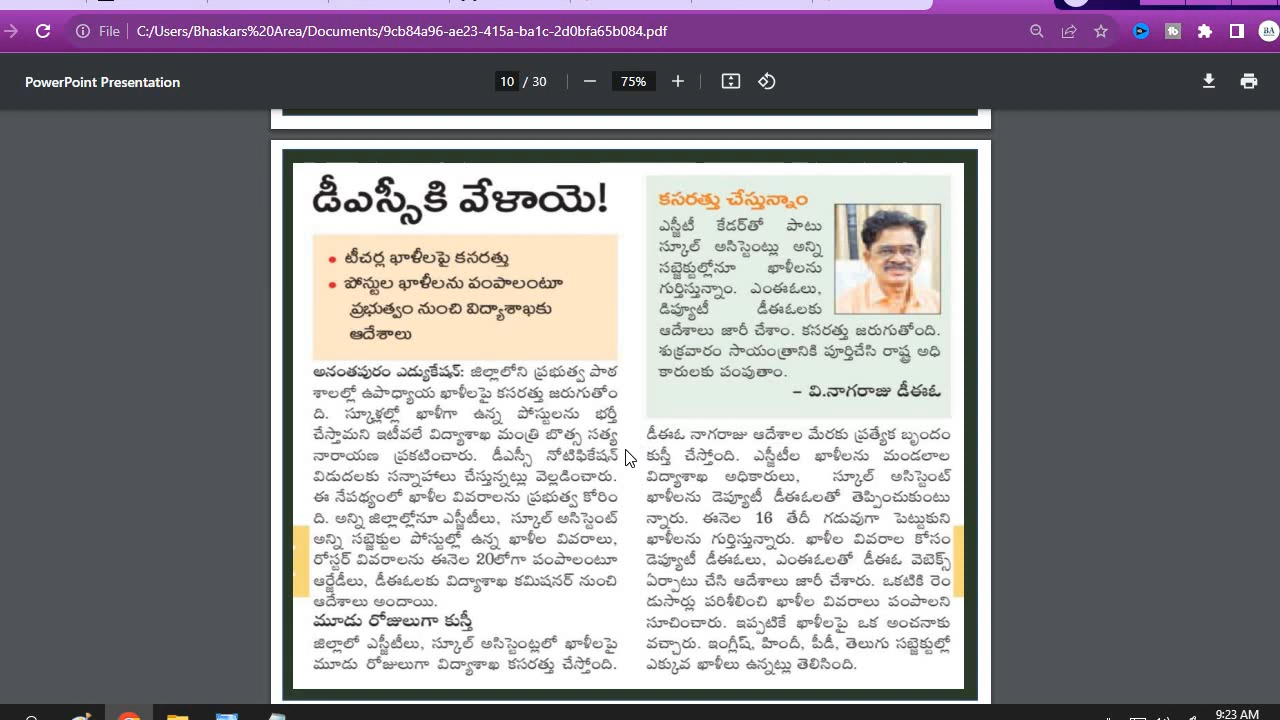 File
C:/Users/Bhaskars%20Area/Documents/9cb84a96-ae23-415a-ba1c-2d0bfa65b084.pdf
PowerPoint Presentation
10 / 30
75%
డీఎస్సీకి వేళాయె!
• టీచర్ల ఖాళీలపై కసరత్తు
• పోస్టుల ఖాళీలను పంపాలంటూ
ప్రభుత్వం నుంచి విద్యాశాఖకు
ఆదేశాలు
అనంతపురం ఎడ్యుకేషన్: జిల్లాలోని ప్రభుత్వ పాఠ
శాలల్లో ఉపాధ్యాయ ఖాళీలపై కసరత్తు జరుగుతోం
ది. స్కూళ్లల్లో ఖాళీగా ఉన్న పోస్టులను భర్తీ
చేస్తామని ఇటీవలే విద్యాశాఖ మంత్రి బొత్స సత్య
నారాయణ ప్రకటించారు. డీఎస్సీ నోటిఫికేషన్
విడుదలకు సన్నాహాలు చేస్తున్నట్లు వెల్లడించారు.
ఈ నేపథ్యంలో ఖాళీల వివరాలను ప్రభుత్వ కోరిం
ది. అన్ని జిల్లాల్లోనూ ఎస్జీటీలు, స్కూల్ అసిస్టెంట్
అన్ని సబ్జెక్టుల పోస్టుల్లో ఉన్న ఖాళీల వివరాలు,
రోస్టర్ వివరాలను ఈనెల 20లోగా పంపాలంటూ
ఆర్జేడీలు, డీఈఓలకు విద్యాశాఖ కమిషనర్ నుంచి
ఆదేశాలు అందాయి.
మూడు రోజులుగా కుస్తీ
జిల్లాలో ఎస్జీటీలు, స్కూల్ అసిస్టెంట్లలో ఖాళీలపై
మూడు రోజులుగా విద్యాశాఖ కసరత్తు చేస్తోంది.
కసరత్తు చేస్తున్నాం
ఎస్జీటీ కేడర్‌తో పాటు
స్కూల్ అసిస్టెంట్లు అన్ని
సబ్జెక్టుల్లోనూ ఖాళీలను
గుర్తిస్తున్నాం. ఎంఈఓలు,
డిప్యూటీ డీఈఓలకు
ఆదేశాలు జారీ చేశాం. కసరత్తు జరుగుతోంది.
శుక్రవారం సాయంత్రానికి పూర్తిచేసి రాష్ట్ర అధి
కారులకు పంపుతాం.
– వి.నాగరాజు డీఈఓ
డీఈఓ నాగరాజు ఆదేశాల మేరకు ప్రత్యేక బృందం
కుస్తీ చేస్తోంది. ఎస్జీటీల ఖాళీలను మండలాల
విద్యాశాఖ అధికారులు, స్కూల్ అసిస్టెంట్
ఖాళీలను డెప్యూటీ డీఈఓలతో తెప్పించుకుంటు
న్నారు. ఈనెల 16 తేదీ గడువుగా పెట్టుకుని
ఖాళీలను గుర్తిస్తున్నారు. ఖాళీల వివరాల కోసం
డెప్యూటీ డీఈఓలు, ఎంఈఓలతో డీఈఓ వెబెక్స్
ఏర్పాటు చేసి ఆదేశాలు జారీ చేశారు. ఒకటికి రెం
డుసార్లు పరిశీలించి ఖాళీల వివరాలు పంపాలని
సూచించారు. ఇప్పటికే ఖాళీలపై ఒక అంచనాకు
వచ్చారు. ఇంగ్లీష్, హిందీ, పీడీ, తెలుగు సబ్జెక్టుల్లో
ఎక్కువ ఖాళీలు ఉన్నట్లు తెలిసింది.
9:23 AM